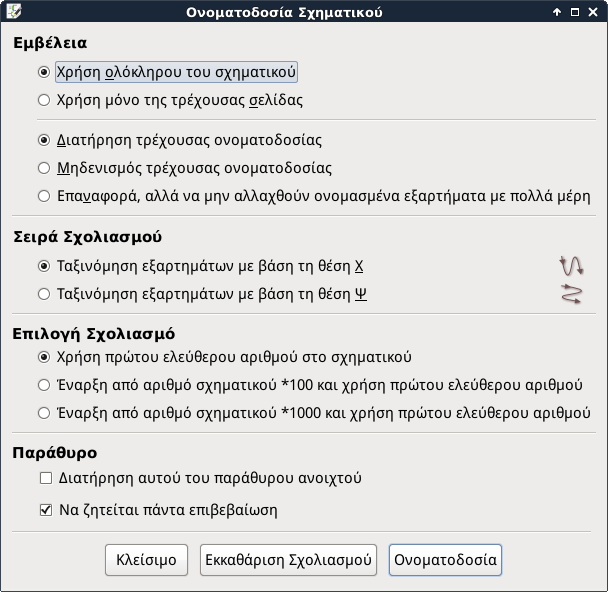 Ονοματοδοσία Σχηματικού
Εμβέλεια
Χρήση ολόκληρου του σχηματικού
Χρήση μόνο της τρέχουσας σελίδας
Διατήρηση τρέχουσας ονοματοδοσίας
Μηδενισμός τρέχουσας ονοματοδοσίας
Επαναφορά, αλλά να μην αλλαχθούν ονομασμένα εξαρτήματα με πολλά μέρη
Σειρά Σχολιασμού
Ταξινόμηση εξαρτημάτων με βάση τη θέση Χ
Ταξινόμηση εξαρτημάτων με βάση τη θέση Ψ
Επιλογή Σχολιασμό
Χρήση πρώτου ελεύθερου αριθμού στο σχηματικού
Έναρξη από αριθμό σχηματικού *100 και χρήση πρώτου ελεύθερου αριθμού
Έναρξη από αριθμό σχηματικού *1000 και χρήση πρώτου ελεύθερου αριθμού
Παράθυρο
Διατήρηση αυτού του παράθυρου ανοιχτού
Να ζητείται πάντα επιβεβαίωση
Κλείσιμο Εκκαθάριση Σχολιασμού Ονοματοδοσία